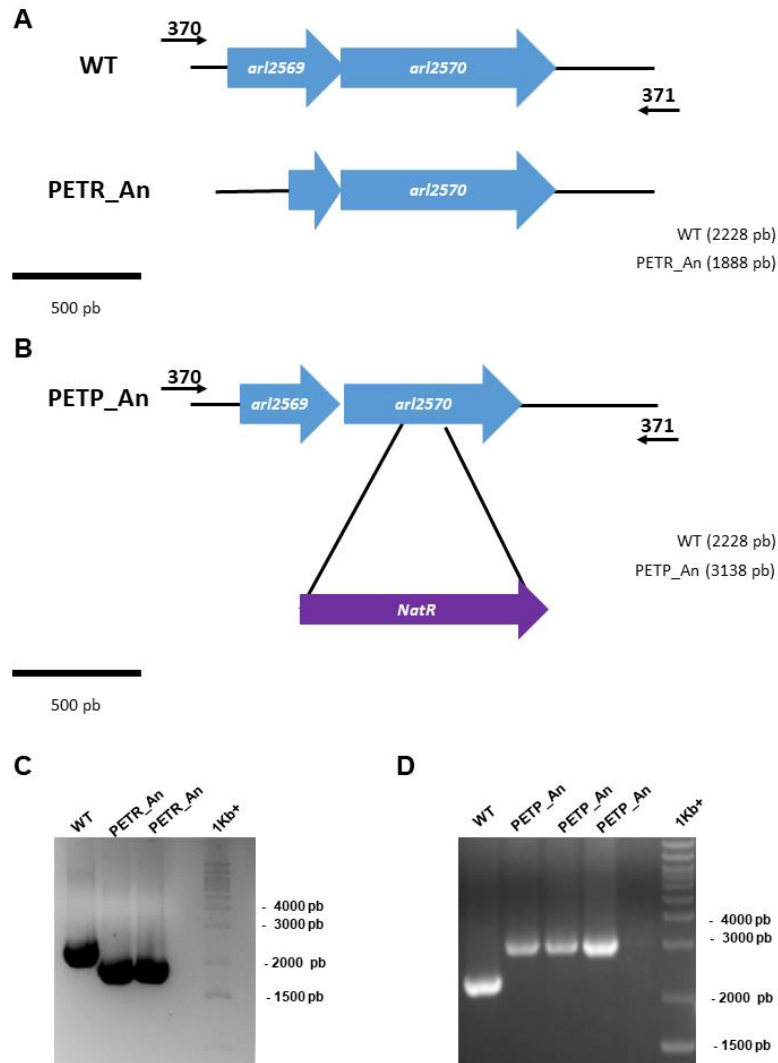 A
370
WT
arl2569
arl2570
371
PETR_An
arl2570
WT (2228 pb)
PETR_An (1888 pb)
500 pb
B
PETP_An
370
arl2569
arl2570
371
WT (2228 pb)
PETP_An (3138 pb)
NatR
500 pb
C
WT
PETR_An
PETR_An
1Kb+
- 4000 pb
- 3000 pb
- 2000 pb
- 1500 pb
D
WT
PETP_An
PETP_An
PETP_An
1Kb+
- 4000 pb
- 3000 pb
- 2000 pb
- 1500 pb